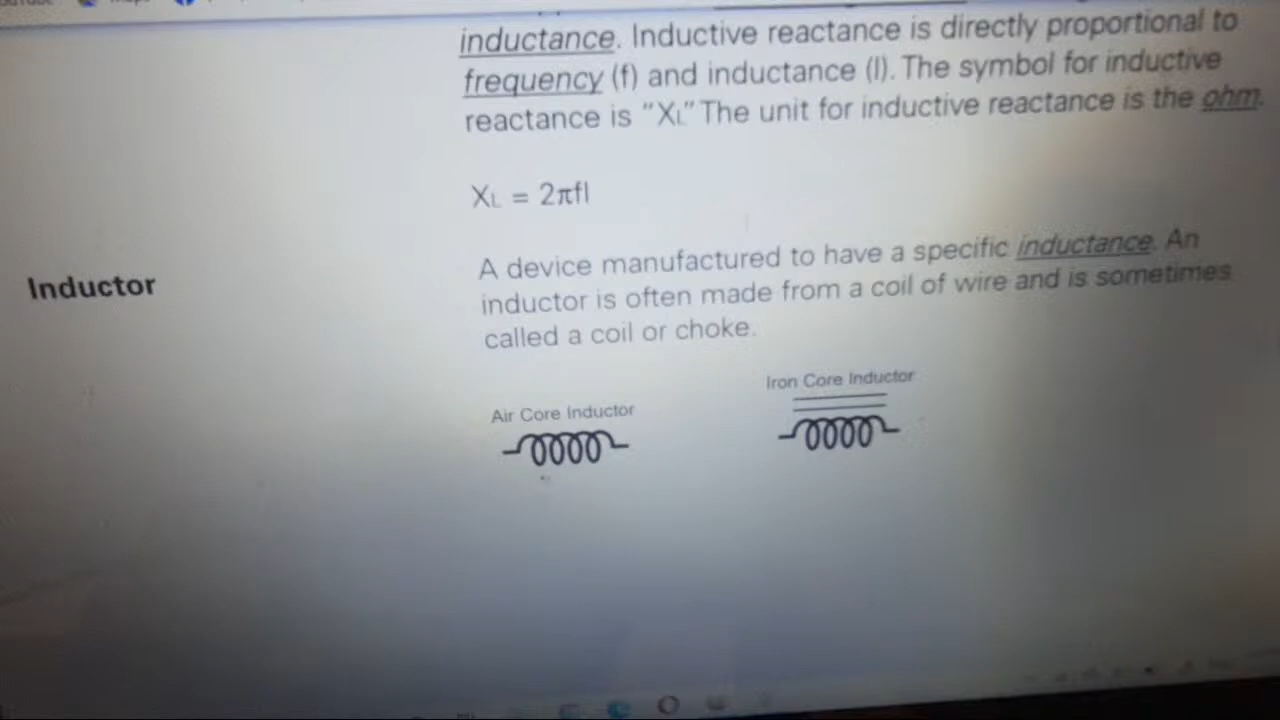 inductance. Inductive reactance is directly proportional to
frequency (f) and inductance (l). The symbol for inductive
reactance is “XL.” The unit for inductive reactance is the ohm.
XL = 2πfl
Inductor
A device manufactured to have a specific inductance. An
inductor is often made from a coil of wire and is sometimes
called a coil or choke.
Iron Core Inductor
Air Core Inductor